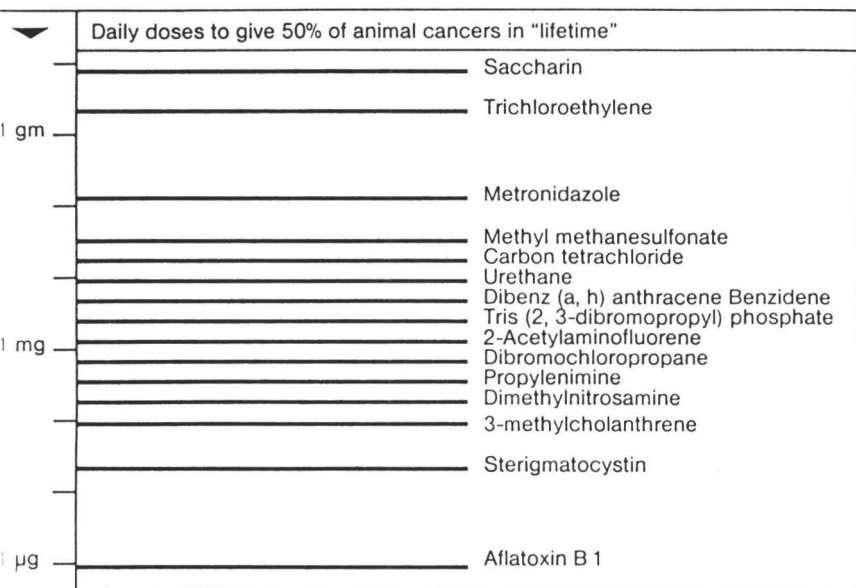 Daily doses to give 50% of animal cancers in “lifetime”
Saccharin
Trichloroethylene
1 gm
Metronidazole
Methyl methanesulfonate
Carbon tetrachloride
Urethane
Dibenz (a, h) anthracene Benzidene
Tris (2, 3-dibromopropyl) phosphate
2-Acetylaminofluorene
1 mg
Dibromochloropropane
Propylenimine
Dimethylnitrosamine
3-methylcholanthrene
Sterigmatocystin
1 µg
Aflatoxin B 1